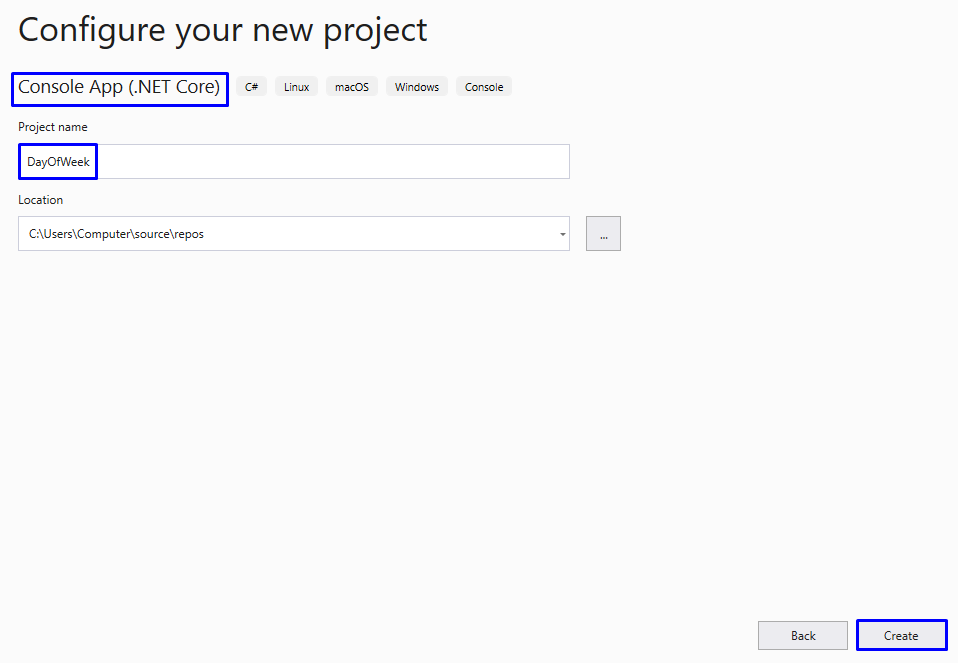 Configure your new project
Console App (.NET Core) C# Linux macOS Windows Console
Project name
DayOfWeek
Location
C:\Users\Computer\source\repos ...
Back Create